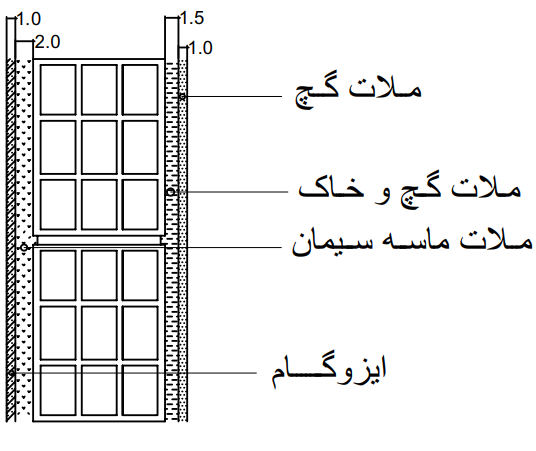 1.0
1.5
2.0
1.0
ملات گچ
ملات گچ و خاک
ملات ماسه سیمان
ایزوگام